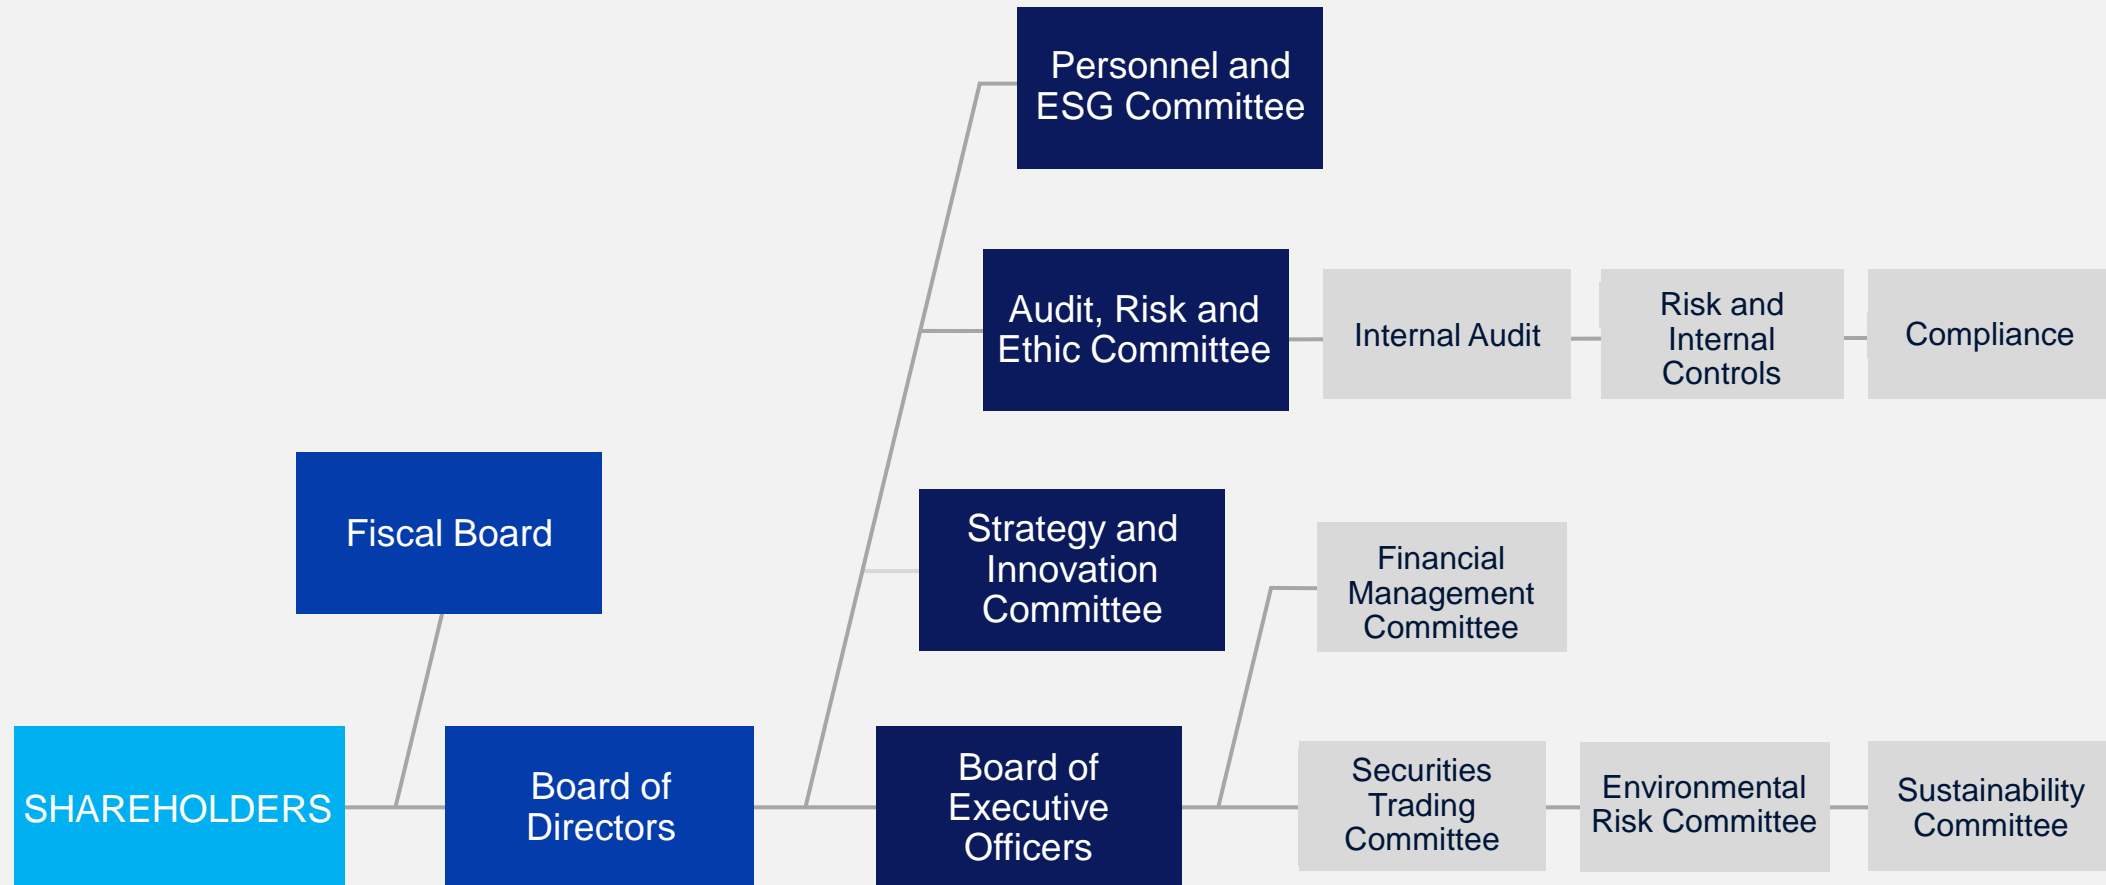 Personnel and
ESG Committee
Audit, Risk and
Ethic Committee
Internal Audit
Risk and
Internal
Controls
Compliance
Fiscal Board
Strategy and
Innovation
Committee
Financial
Management
Committee
SHAREHOLDERS
Board of
Directors
Board of
Executive
Officers
Securities
Trading
Committee
Environmental
Risk Committee
Sustainability
Committee